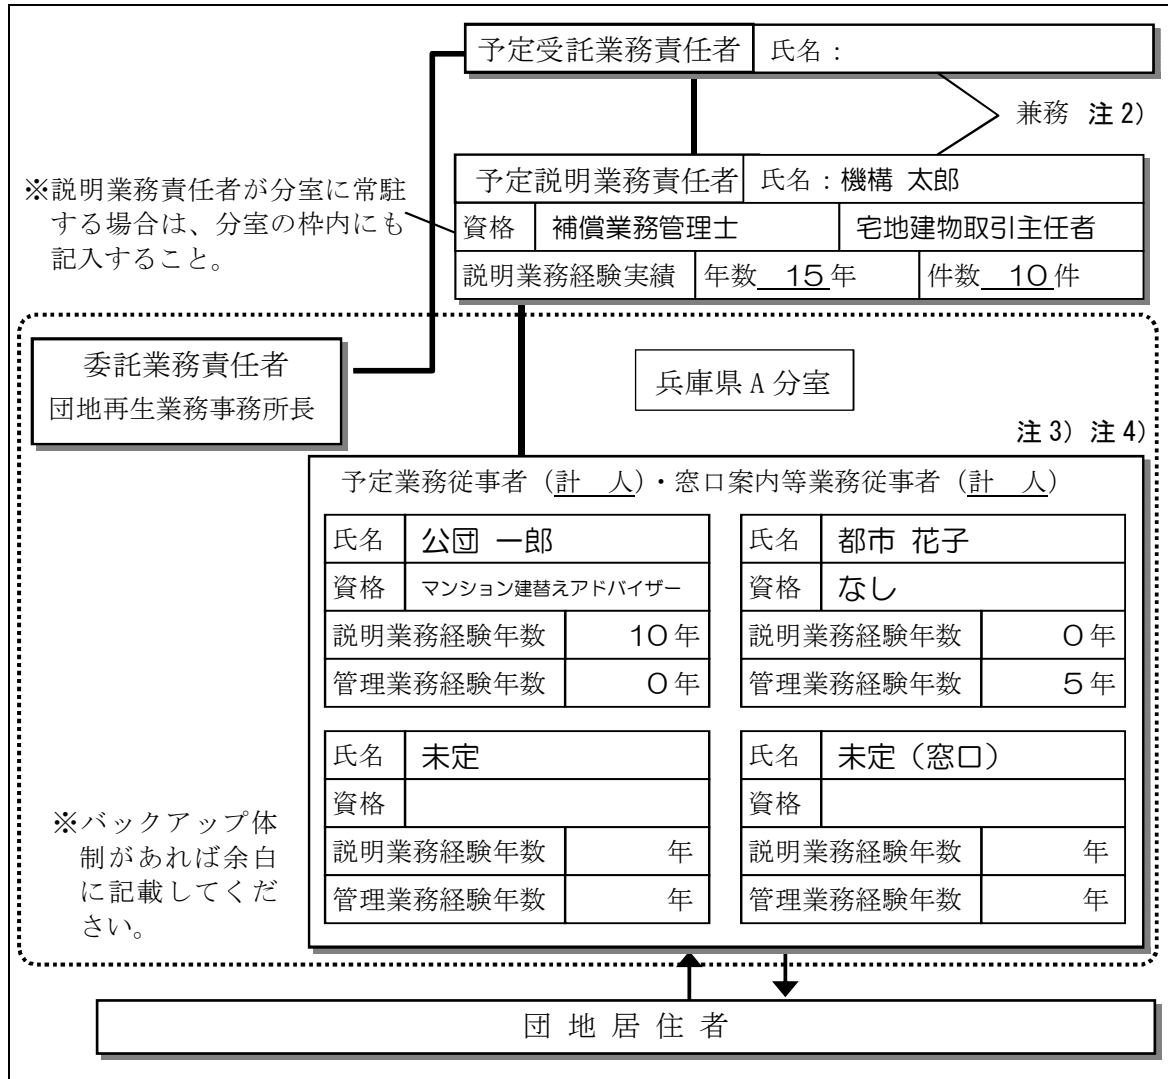 予定受託業務責任者 氏名：
兼務 注2)
予定説明業務責任者 氏名：機構 太郎
※説明業務責任者が分室に常駐
する場合は、分室の枠内にも
記入すること。
資格 補償業務管理士 宅地建物取引主任者
説明業務経験実績 年数 15年 件数 10件
委託業務責任者
団地再生業務事務所長
兵庫県A分室
注3) 注4)
予定業務従事者（計　人）・窓口案内等業務従事者（計　人）
氏名 公団 一郎
資格 マンション建替えアドバイザー
説明業務経験年数 10年
管理業務経験年数 0年
氏名 都市 花子
資格 なし
説明業務経験年数 0年
管理業務経験年数 5年
氏名 未定
資格
説明業務経験年数 年
管理業務経験年数 年
氏名 未定（窓口）
資格
説明業務経験年数 年
管理業務経験年数 年
※バックアップ体
制があれば余白
に記載してくだ
さい。
団地居住者